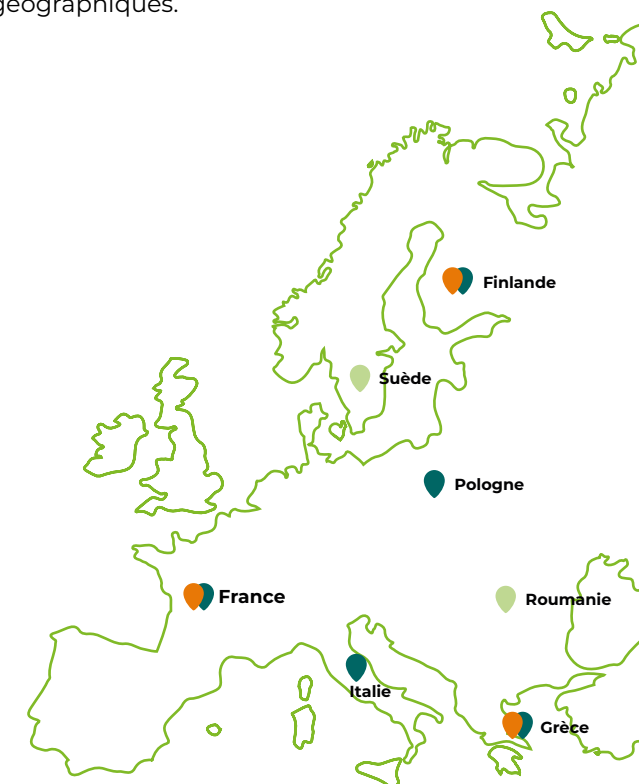 géographiques.
Finlande
Suède
Pologne
France
Roumanie
Italie
Grèce